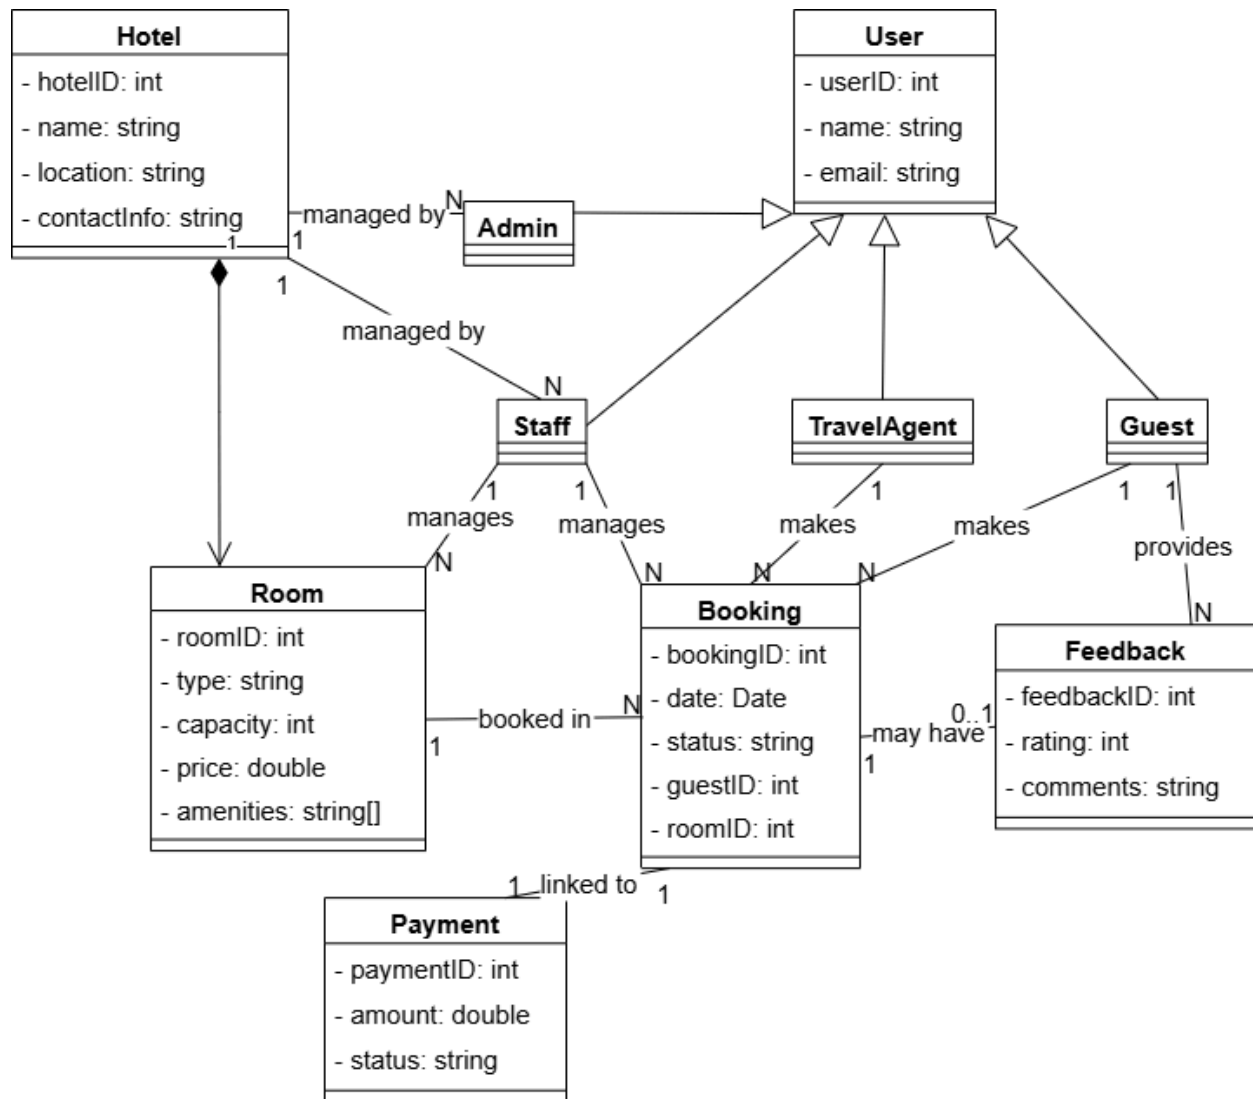 Hotel
- hotelID: int
- name: string
- location: string
- contactInfo: string
1
1
1
User
- userID: int
- name: string
- email: string
managed by
N
Admin
managed by
N
Staff
TravelAgent
Guest
1
manages
N
1
manages
N
1
makes
N
1
makes
N
1
provides
N
Room
- roomID: int
- type: string
- capacity: int
- price: double
- amenities: string[]
1
booked in
N
Booking
- bookingID: int
- date: Date
- status: string
- guestID: int
- roomID: int
1
may have
0..1
Feedback
- feedbackID: int
- rating: int
- comments: string
1
linked to
1
Payment
- paymentID: int
- amount: double
- status: string